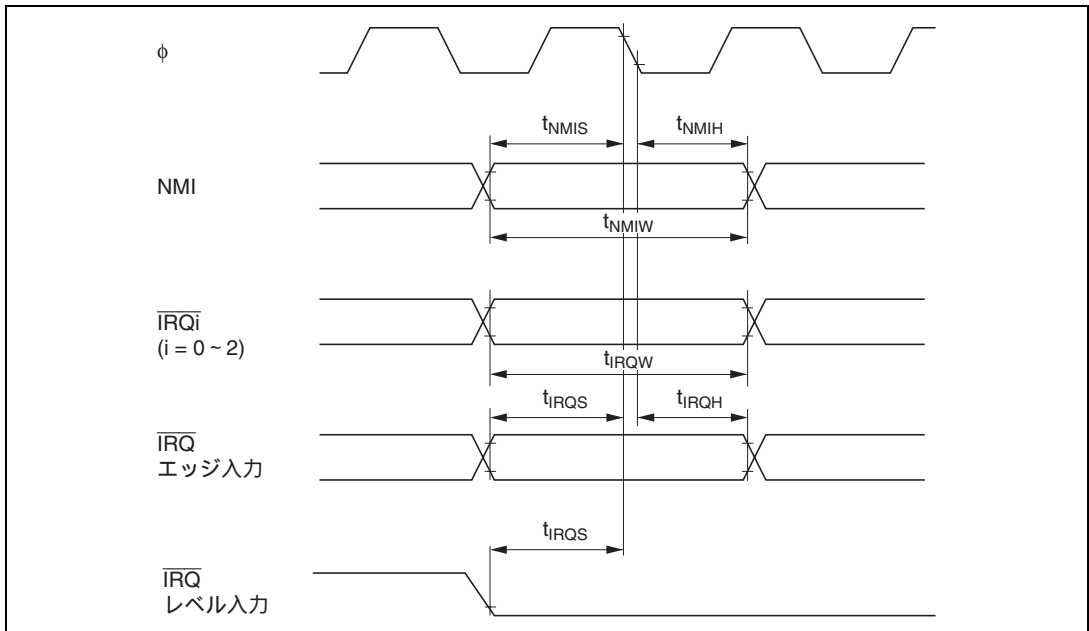 φ
tNMIS tNMIH
NMI
tNMIW
IRQi
(i = 0 ~ 2)
tIRQW
tIRQS tIRQH
IRQ
エッジ入力
tIRQS
IRQ
レベル入力